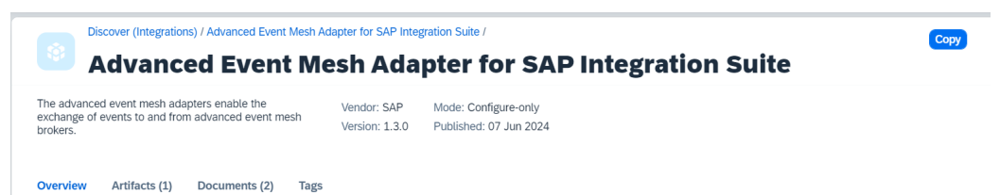 Discover (Integrations) / Advanced Event Mesh Adapter for SAP Integration Suite /
Copy
Advanced Event Mesh Adapter for SAP Integration Suite
The advanced event mesh adapters enable the
exchange of events to and from advanced event mesh
brokers.
Vendor: SAP Mode: Configure-only
Version: 1.3.0 Published: 07 Jun 2024
Overview Artifacts (1) Documents (2) Tags